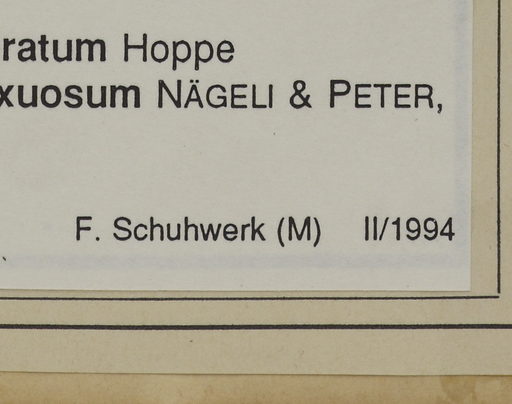 ratum Hoppe
xuosum NÄGELI & PETER,
F. Schuhwerk (M) II/1994